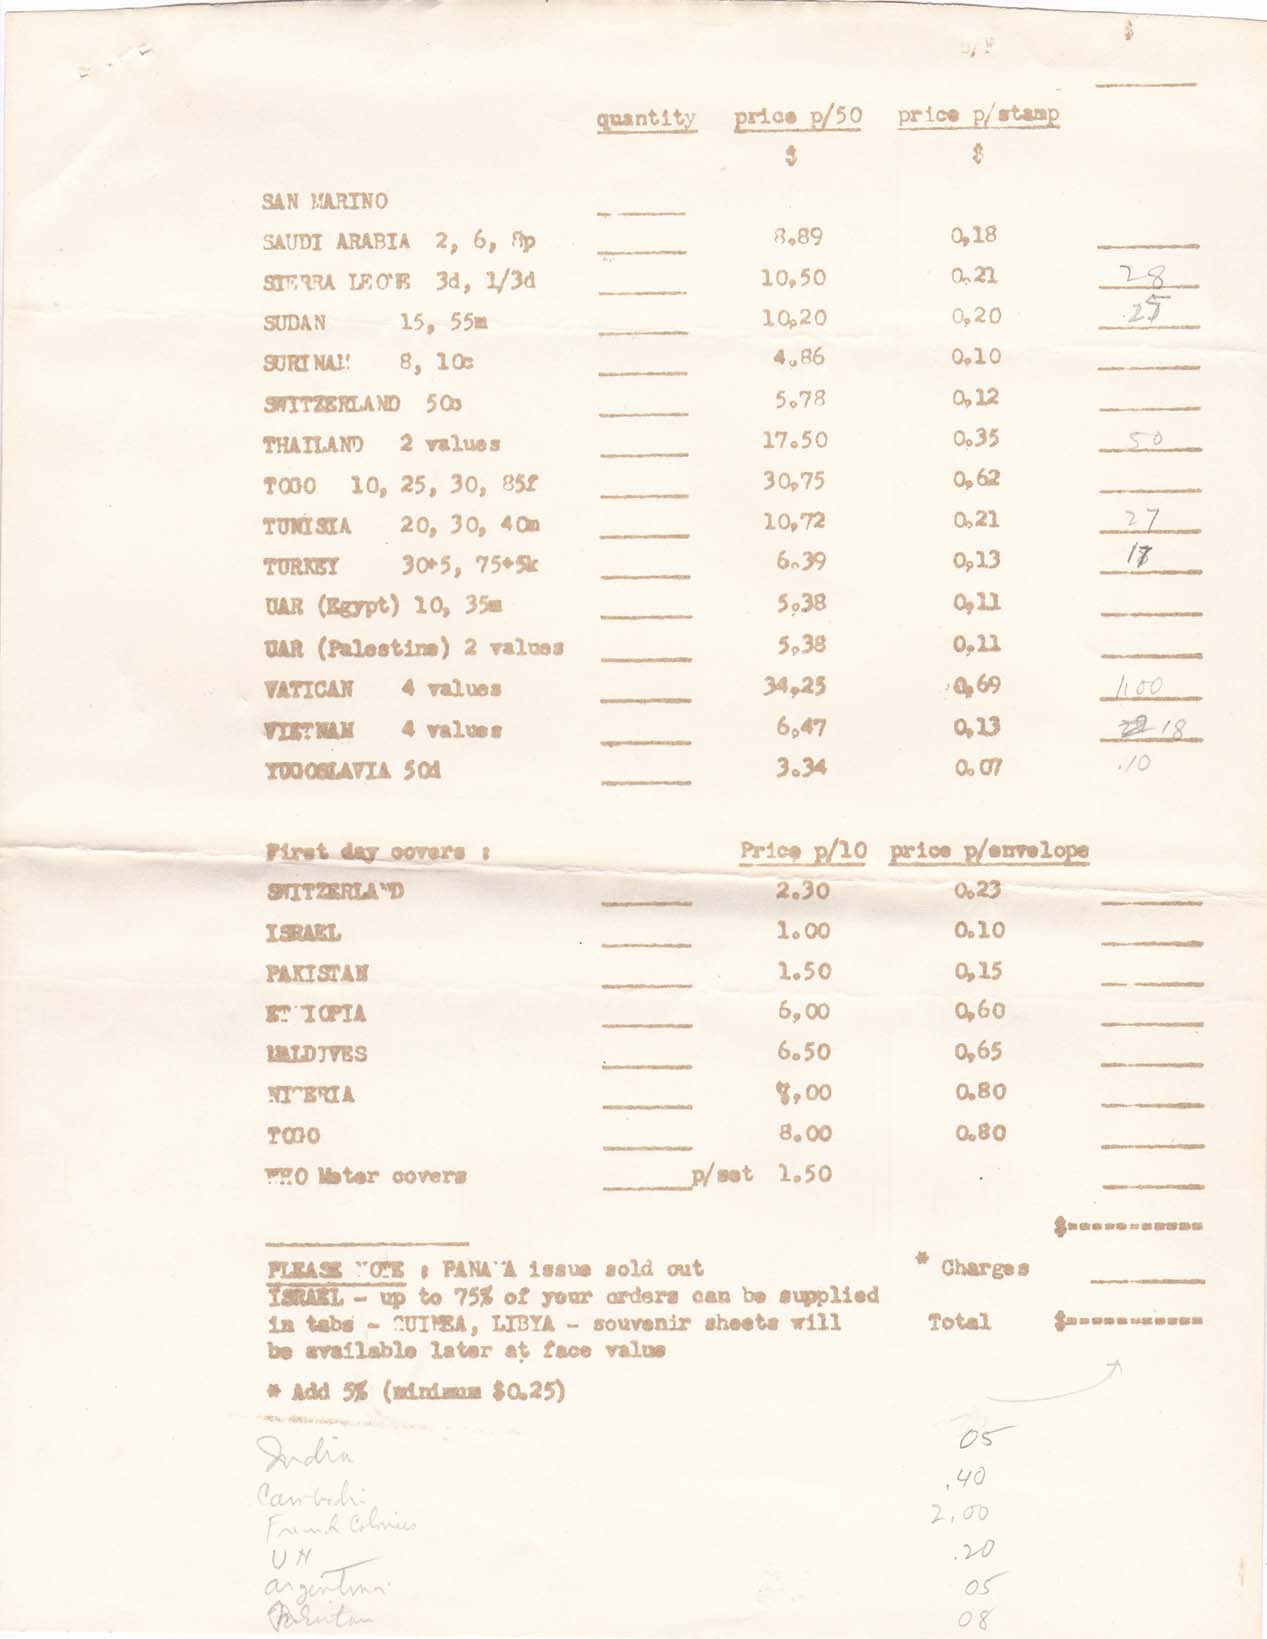 B/F $
quantity price p/50 price p/stamp
$ $
SAN MARINO
SAUDI ARABIA 2, 6, 8p 8.89 0,18
SIERRA LEONE 3d, 1/3d 10,50 0.21 28
SUDAN 15, 55m 10,20 0,20 .25
SURINAM 8, 10c 4.86 0,10
SWITZERLAND 50c 5,78 0,12
THAILAND 2 values 17.50 0.35 50
TOGO 10, 25, 30, 85f 30,75 0,62
TUNISIA 20, 30, 40m 10,72 0,21 27
TURKEY 30+5, 75+5k 6.39 0,13 17
UAR (Egypt) 10, 35m 5,38 0,11
UAR (Palestine) 2 values 5,38 0,11
VATICAN 4 values 34,25 0,69 1.00
VIETNAM 4 values 6,47 0,13 18
YUGOSLAVIA 50d 3.34 0.07 .10
First day covers : Price p/10 price p/envelope
SWITZERLAND 2.30 0.23
ISRAEL 1.00 0.10
PAKISTAN 1.50 0,15
ETHIOPIA 6,00 0,60
MALDIVES 6.50 0,65
NIGERIA 8,00 0.80
TOGO 8.00 0.80
WHO Meter covers p/set 1.50
$
PLEASE NOTE : PANAMA issue sold out * Charges
ISRAEL - up to 75% of your orders can be supplied
in tabs - GUINEA, LIBYA - souvenir sheets will Total $
be available later at face value
* Add 5% (minimum $0.25)
India 05
Cambodi .40
French Colonies 2,00
UN .20
argentina 05
Pakistan 08